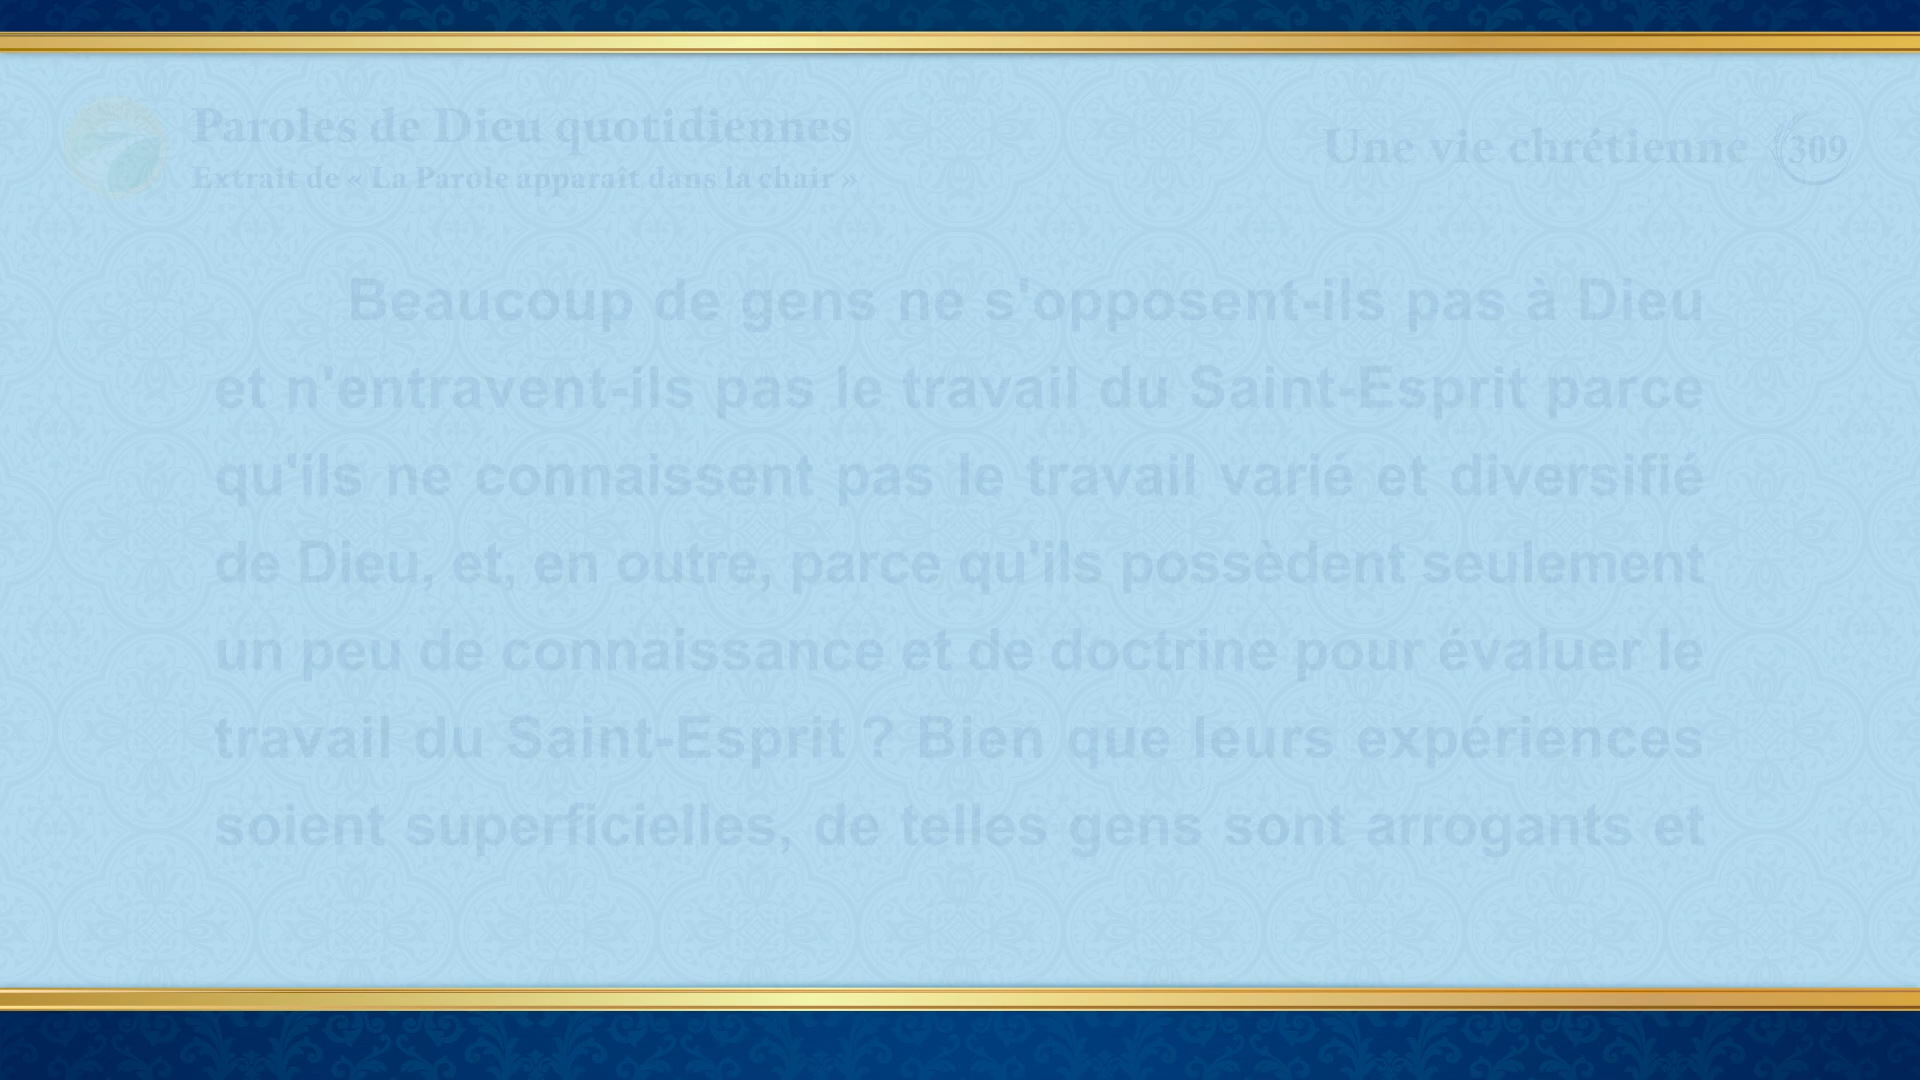 Paroles de Dieu quotidiennes
Extrait de « La Parole apparaît dans la chair »
Une vie chrétienne 309
Beaucoup de gens ne s'opposent-ils pas à Dieu
et n'entravent-ils pas le travail du Saint-Esprit parce
qu'ils ne connaissent pas le travail varié et diversifié
de Dieu, et, en outre, parce qu'ils possèdent seulement
un peu de connaissance et de doctrine pour évaluer le
travail du Saint-Esprit ? Bien que leurs expériences
soient superficielles, de telles gens sont arrogants et